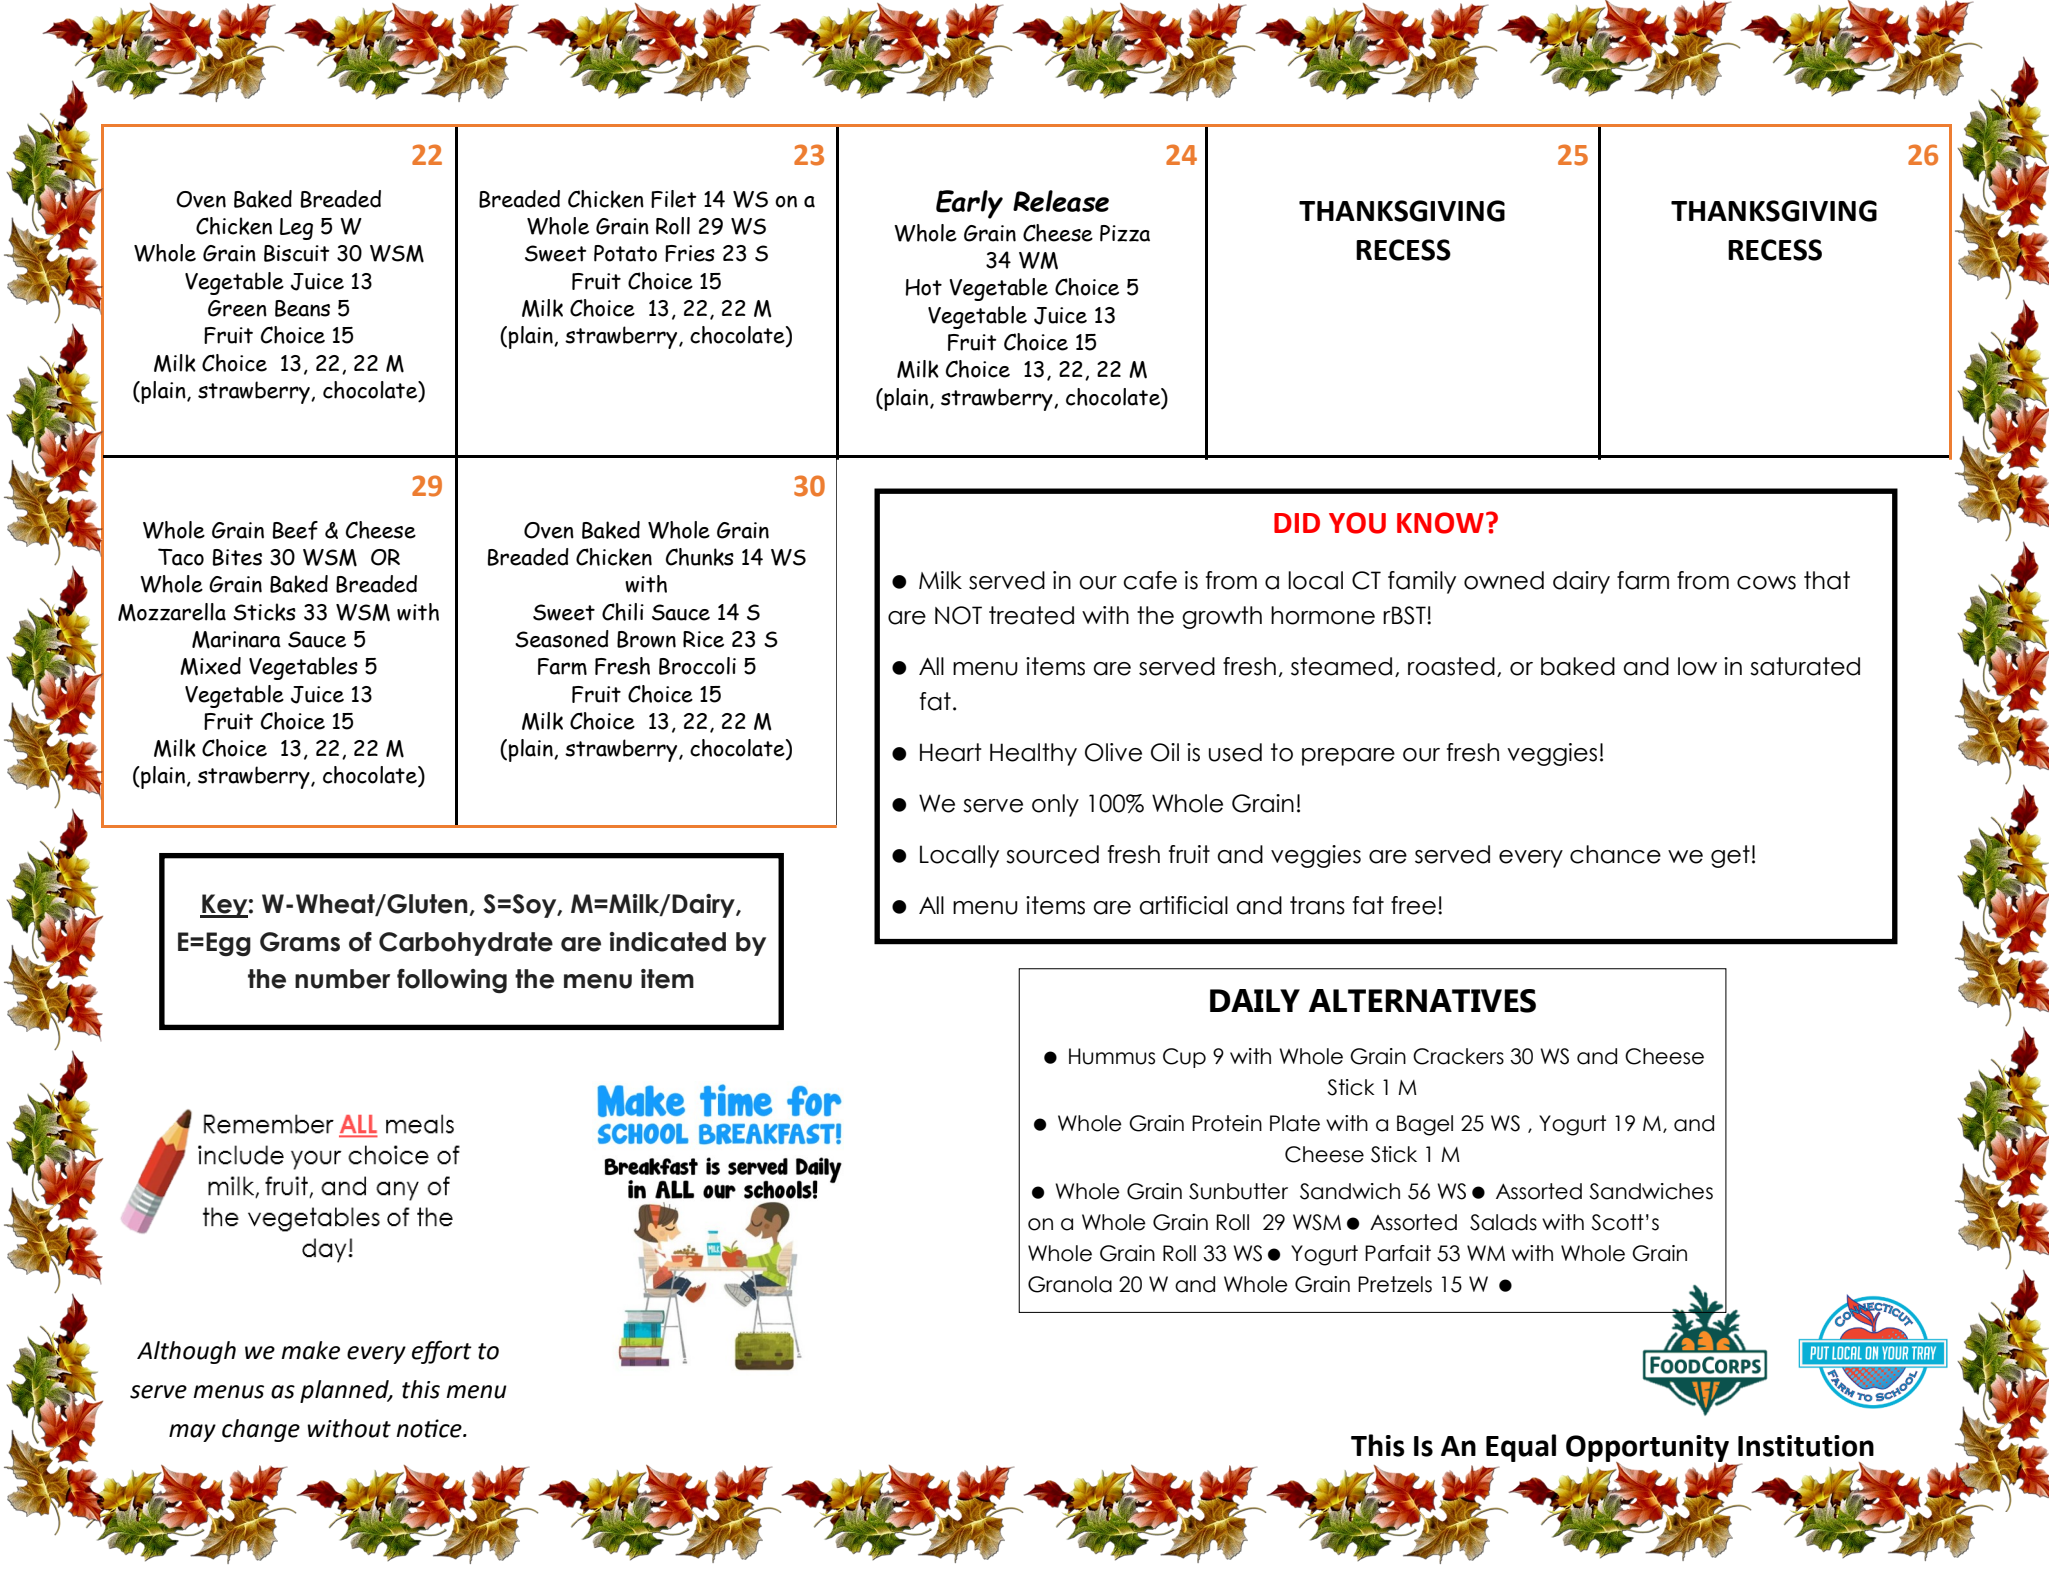 22
Oven Baked Breaded
Chicken Leg 5 W
Whole Grain Biscuit 30 WSM
Vegetable Juice 13
Green Beans 5
Fruit Choice 15
Milk Choice  13, 22, 22 M
(plain, strawberry, chocolate)
23
Breaded Chicken Filet 14 WS on a
Whole Grain Roll 29 WS
Sweet Potato Fries 23 S
Fruit Choice 15
Milk Choice  13, 22, 22 M
(plain, strawberry, chocolate)
24
Early Release
Whole Grain Cheese Pizza
34 WM
Hot Vegetable Choice 5
Vegetable Juice 13
Fruit Choice 15
Milk Choice  13, 22, 22 M
(plain, strawberry, chocolate)
25
THANKSGIVING
RECESS
26
THANKSGIVING
RECESS
29
Whole Grain Beef & Cheese
Taco Bites 30 WSM  OR
Whole Grain Baked Breaded
Mozzarella Sticks 33 WSM with
Marinara Sauce 5
Mixed Vegetables 5
Vegetable Juice 13
Fruit Choice 15
Milk Choice  13, 22, 22 M
(plain, strawberry, chocolate)
30
Oven Baked Whole Grain
Breaded Chicken  Chunks 14 WS
with
Sweet Chili Sauce 14 S
Seasoned Brown Rice 23 S
Farm Fresh Broccoli 5
Fruit Choice 15
Milk Choice  13, 22, 22 M
(plain, strawberry, chocolate)
DID YOU KNOW?
● Milk served in our cafe is from a local CT family owned dairy farm from cows that
are NOT treated with the growth hormone rBST!
● All menu items are served fresh, steamed, roasted, or baked and low in saturated
fat.
● Heart Healthy Olive Oil is used to prepare our fresh veggies!
● We serve only 100% Whole Grain!
● Locally sourced fresh fruit and veggies are served every chance we get!
● All menu items are artificial and trans fat free!
Key: W-Wheat/Gluten, S=Soy, M=Milk/Dairy,
E=Egg Grams of Carbohydrate are indicated by
the number following the menu item
DAILY ALTERNATIVES
● Hummus Cup 9 with Whole Grain Crackers 30 WS and Cheese
Stick 1 M
● Whole Grain Protein Plate with a Bagel 25 WS , Yogurt 19 M, and
Cheese Stick 1 M
● Whole Grain Sunbutter  Sandwich 56 WS ● Assorted Sandwiches
on a Whole Grain Roll  29 WSM ● Assorted  Salads with Scott's
Whole Grain Roll 33 WS ● Yogurt Parfait 53 WM with Whole Grain
Granola 20 W and Whole Grain Pretzels 15 W ●
Remember ALL meals
include your choice of
milk, fruit, and any of
the vegetables of the
day!
Make time for
SCHOOL BREAKFAST!
Breakfast is served Daily
in ALL our schools!
MILK
Although we make every effort to
serve menus as planned, this menu
may change without notice.
FOODCORPS
CONNECTICUT
PUT LOCAL ON YOUR TRAY
FARM TO SCHOOL
This Is An Equal Opportunity Institution